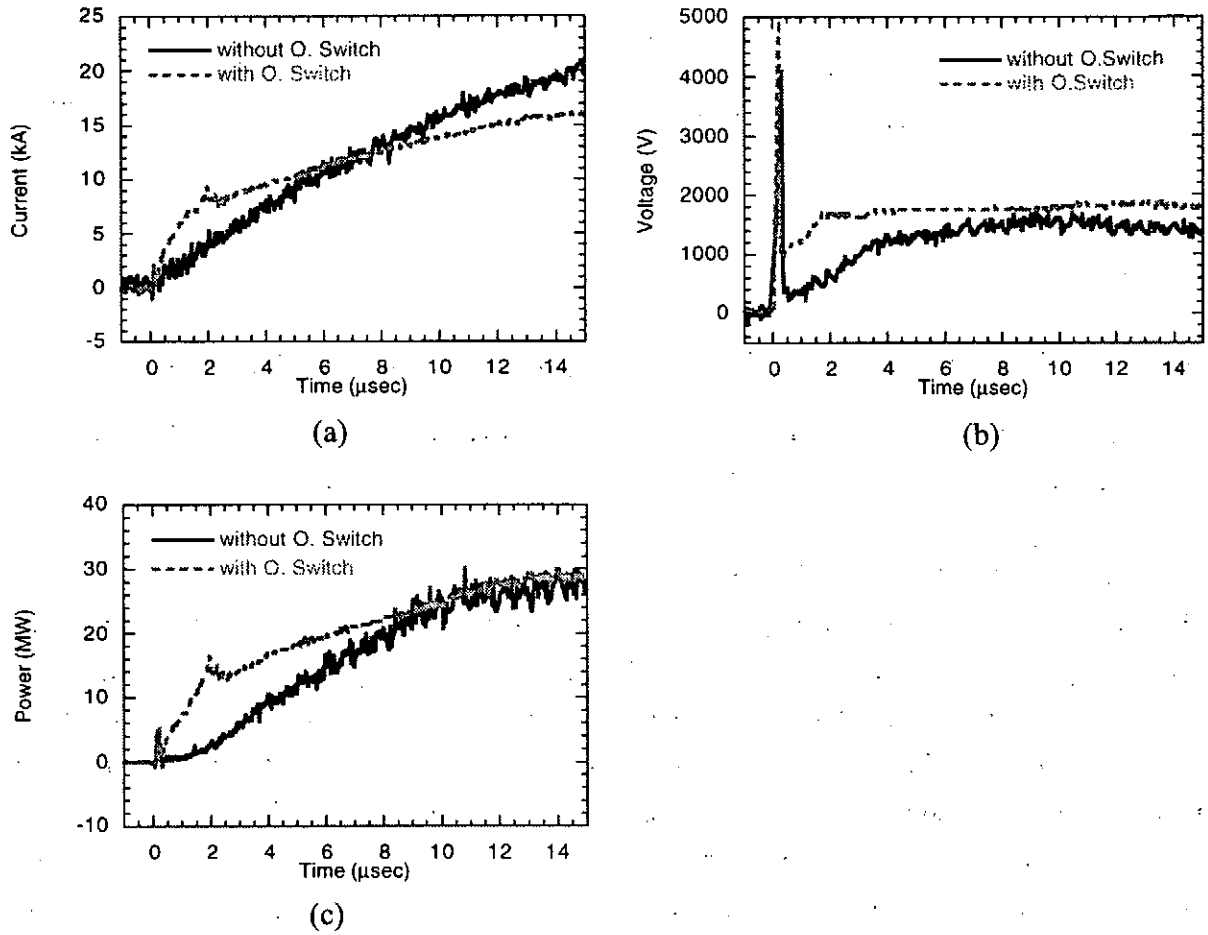 25
20
15
10
5
0
-5
Current (kA)
without O. Switch
with O. Switch
0 2 4 6 8 10 12 14
Time (μsec)
(a)
5000
4000
3000
2000
1000
0
Voltage (V)
without O.Switch
with O.Switch
0 2 4 6 8 10 12 14
Time (μsec)
(b)
40
30
20
10
0
-10
Power (MW)
without O. Switch
with O. Switch
0 2 4 6 8 10 12 14
Time (μsec)
(c)